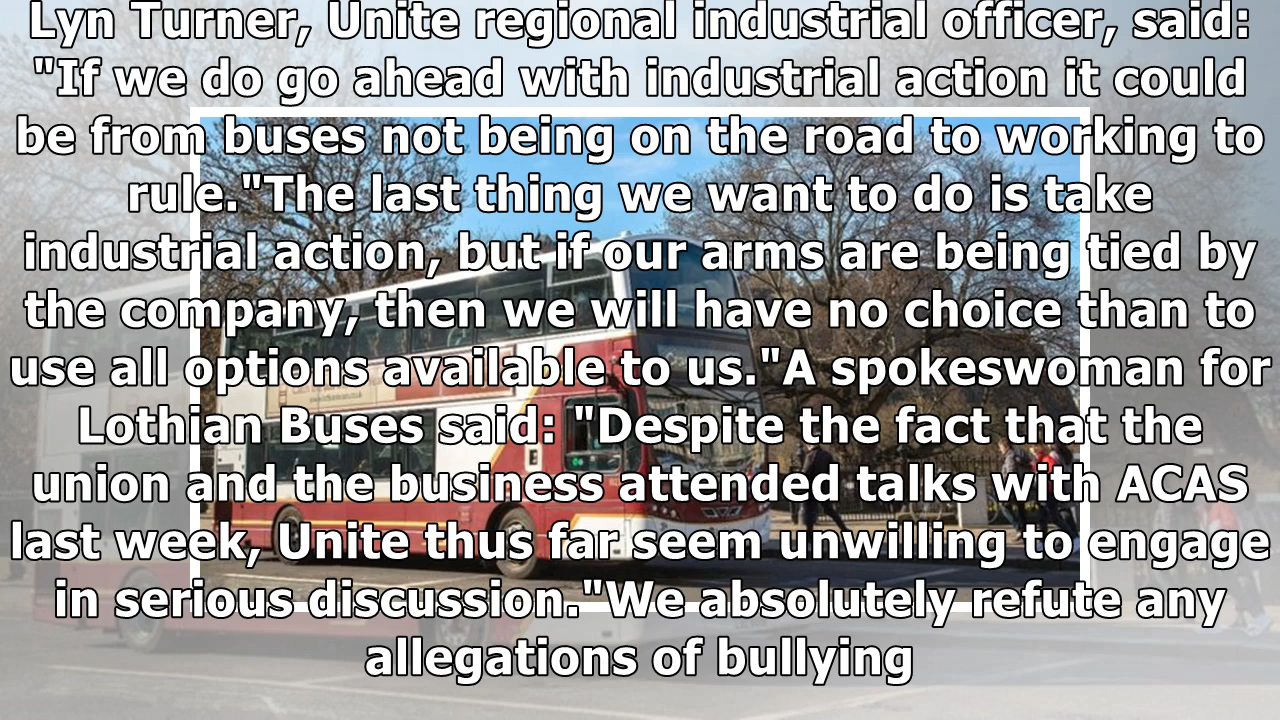 Lyn Turner, Unite regional industrial officer, said:
"If we do go ahead with industrial action it could
be from buses not being on the road to working to
rule."The last thing we want to do is take
industrial action, but if our arms are being tied by
the company, then we will have no choice than to
use all options available to us."A spokeswoman for
Lothian Buses said: "Despite the fact that the
union and the business attended talks with ACAS
last week, Unite thus far seem unwilling to engage
in serious discussion."We absolutely refute any
allegations of bullying